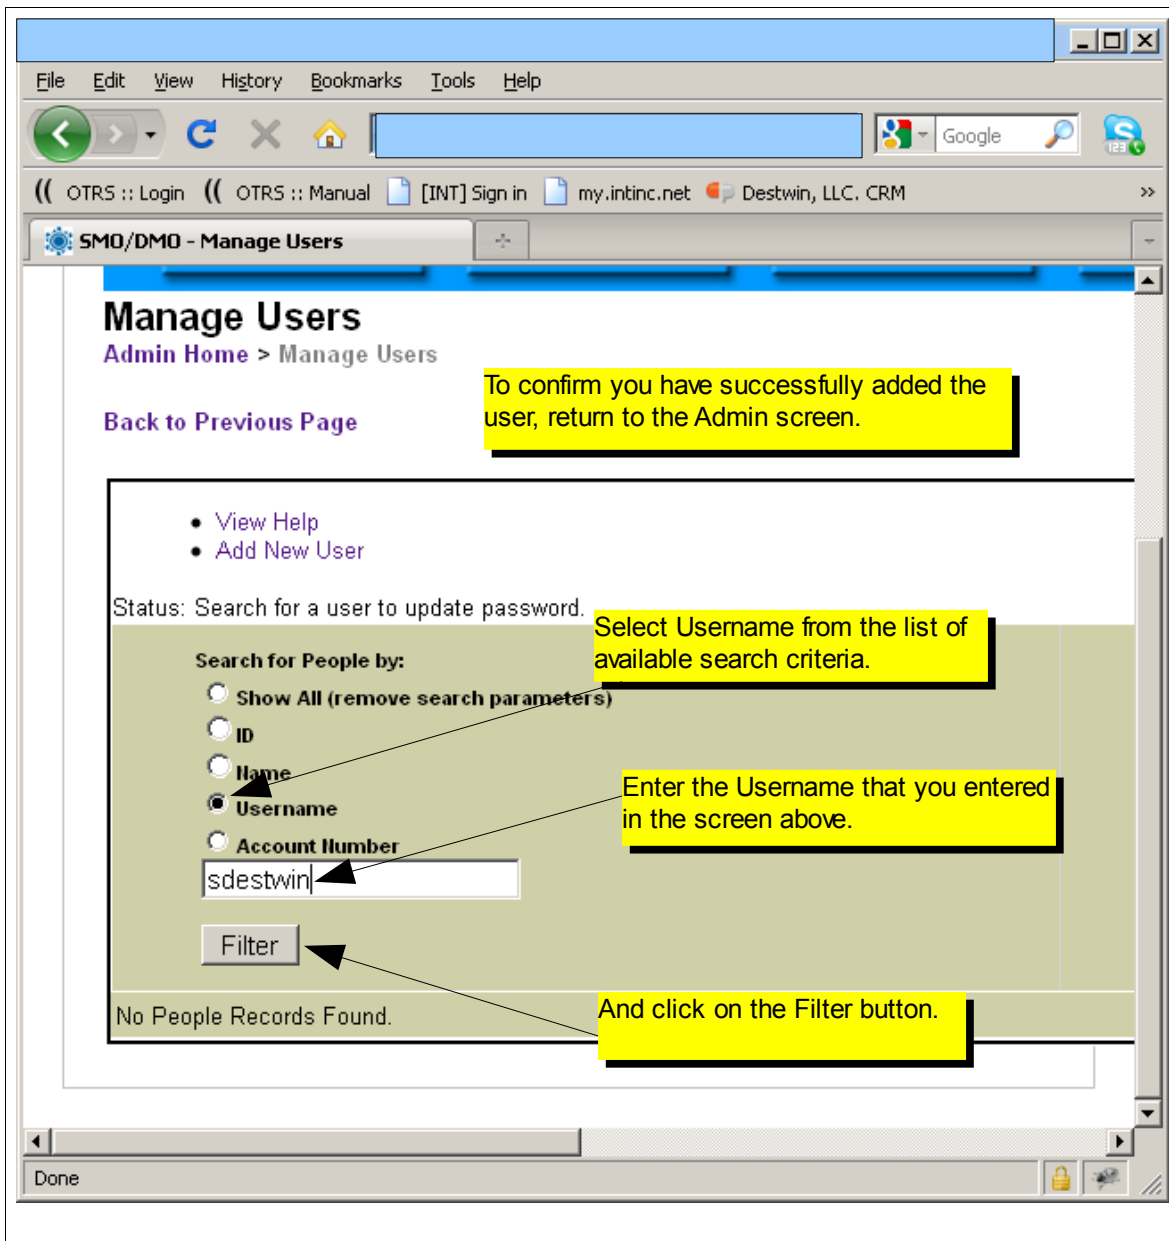 File Edit View History Bookmarks Tools Help
Google
123
OTRS :: Login OTRS :: Manual [INT] Sign in my.intinc.net Destwin, LLC. CRM »
SMO/DMO - Manage Users
Manage Users
Admin Home > Manage Users
To confirm you have successfully added the
user, return to the Admin screen.
Back to Previous Page
• View Help
• Add New User
Status: Search for a user to update password.
Select Username from the list of
available search criteria.
Search for People by:
Show All (remove search parameters)
ID
Name
Enter the Username that you entered
in the screen above.
Username
Account Number
sdestwin
Filter
And click on the Filter button.
No People Records Found.
Done